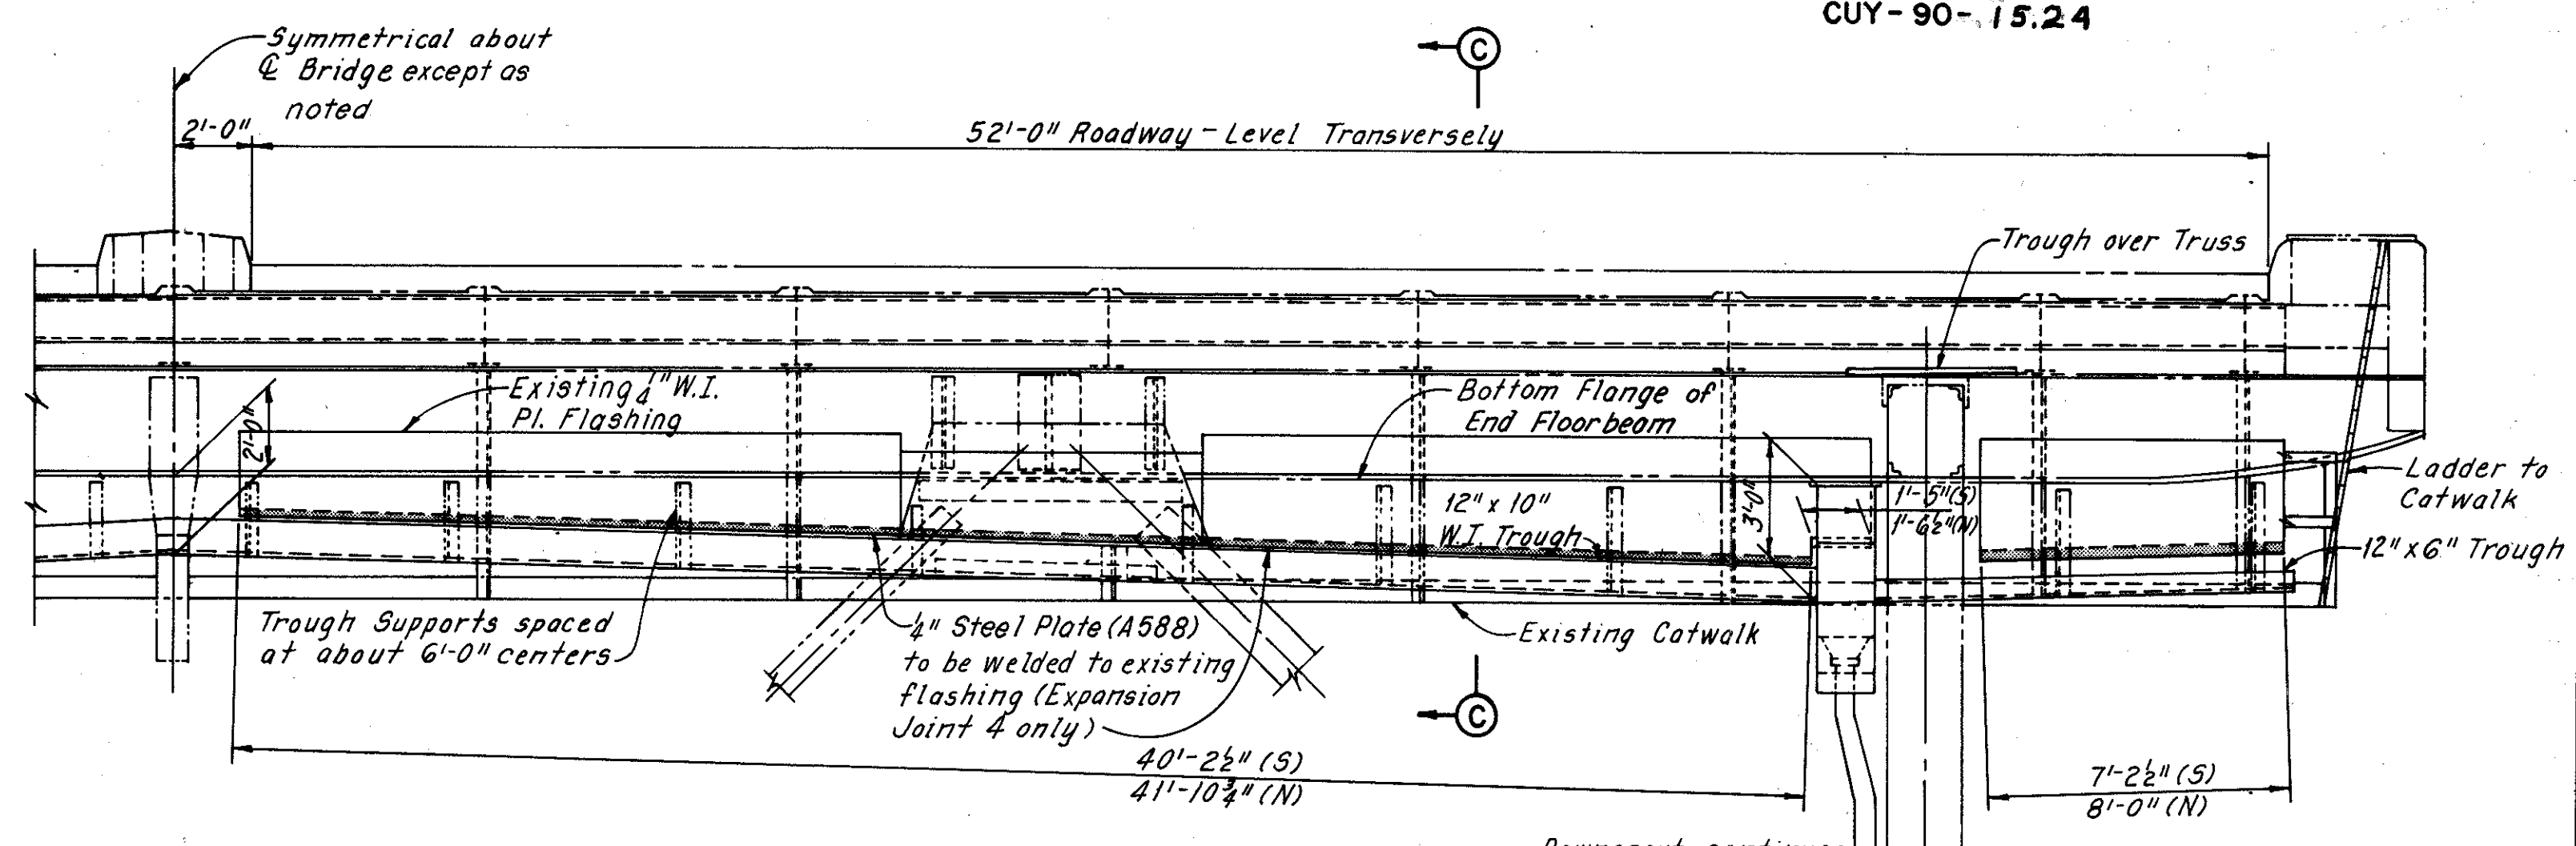 CUY-90-15.24
Symmetrical about
℄ Bridge except as
noted
2'-0"
52'-0" Roadway - Level Transversely
C
Trough over Truss
Existing 1/4" W.I.
Pl. Flashing
2'-0"
Bottom Flange of
End Floorbeam
12" x 10"
W.I. Trough
3'-0"
1'-5"(S)
1'-6½"(N)
Ladder to
Catwalk
12" x 6" Trough
Trough Supports spaced
at about 6'-0" centers
¼" Steel Plate (A588)
to be welded to existing
flashing (Expansion
Joint 4 only)
Existing Catwalk
C
40'-2½" (S)
41'-10¾" (N)
7'-2½" (S)
8'-0" (N)